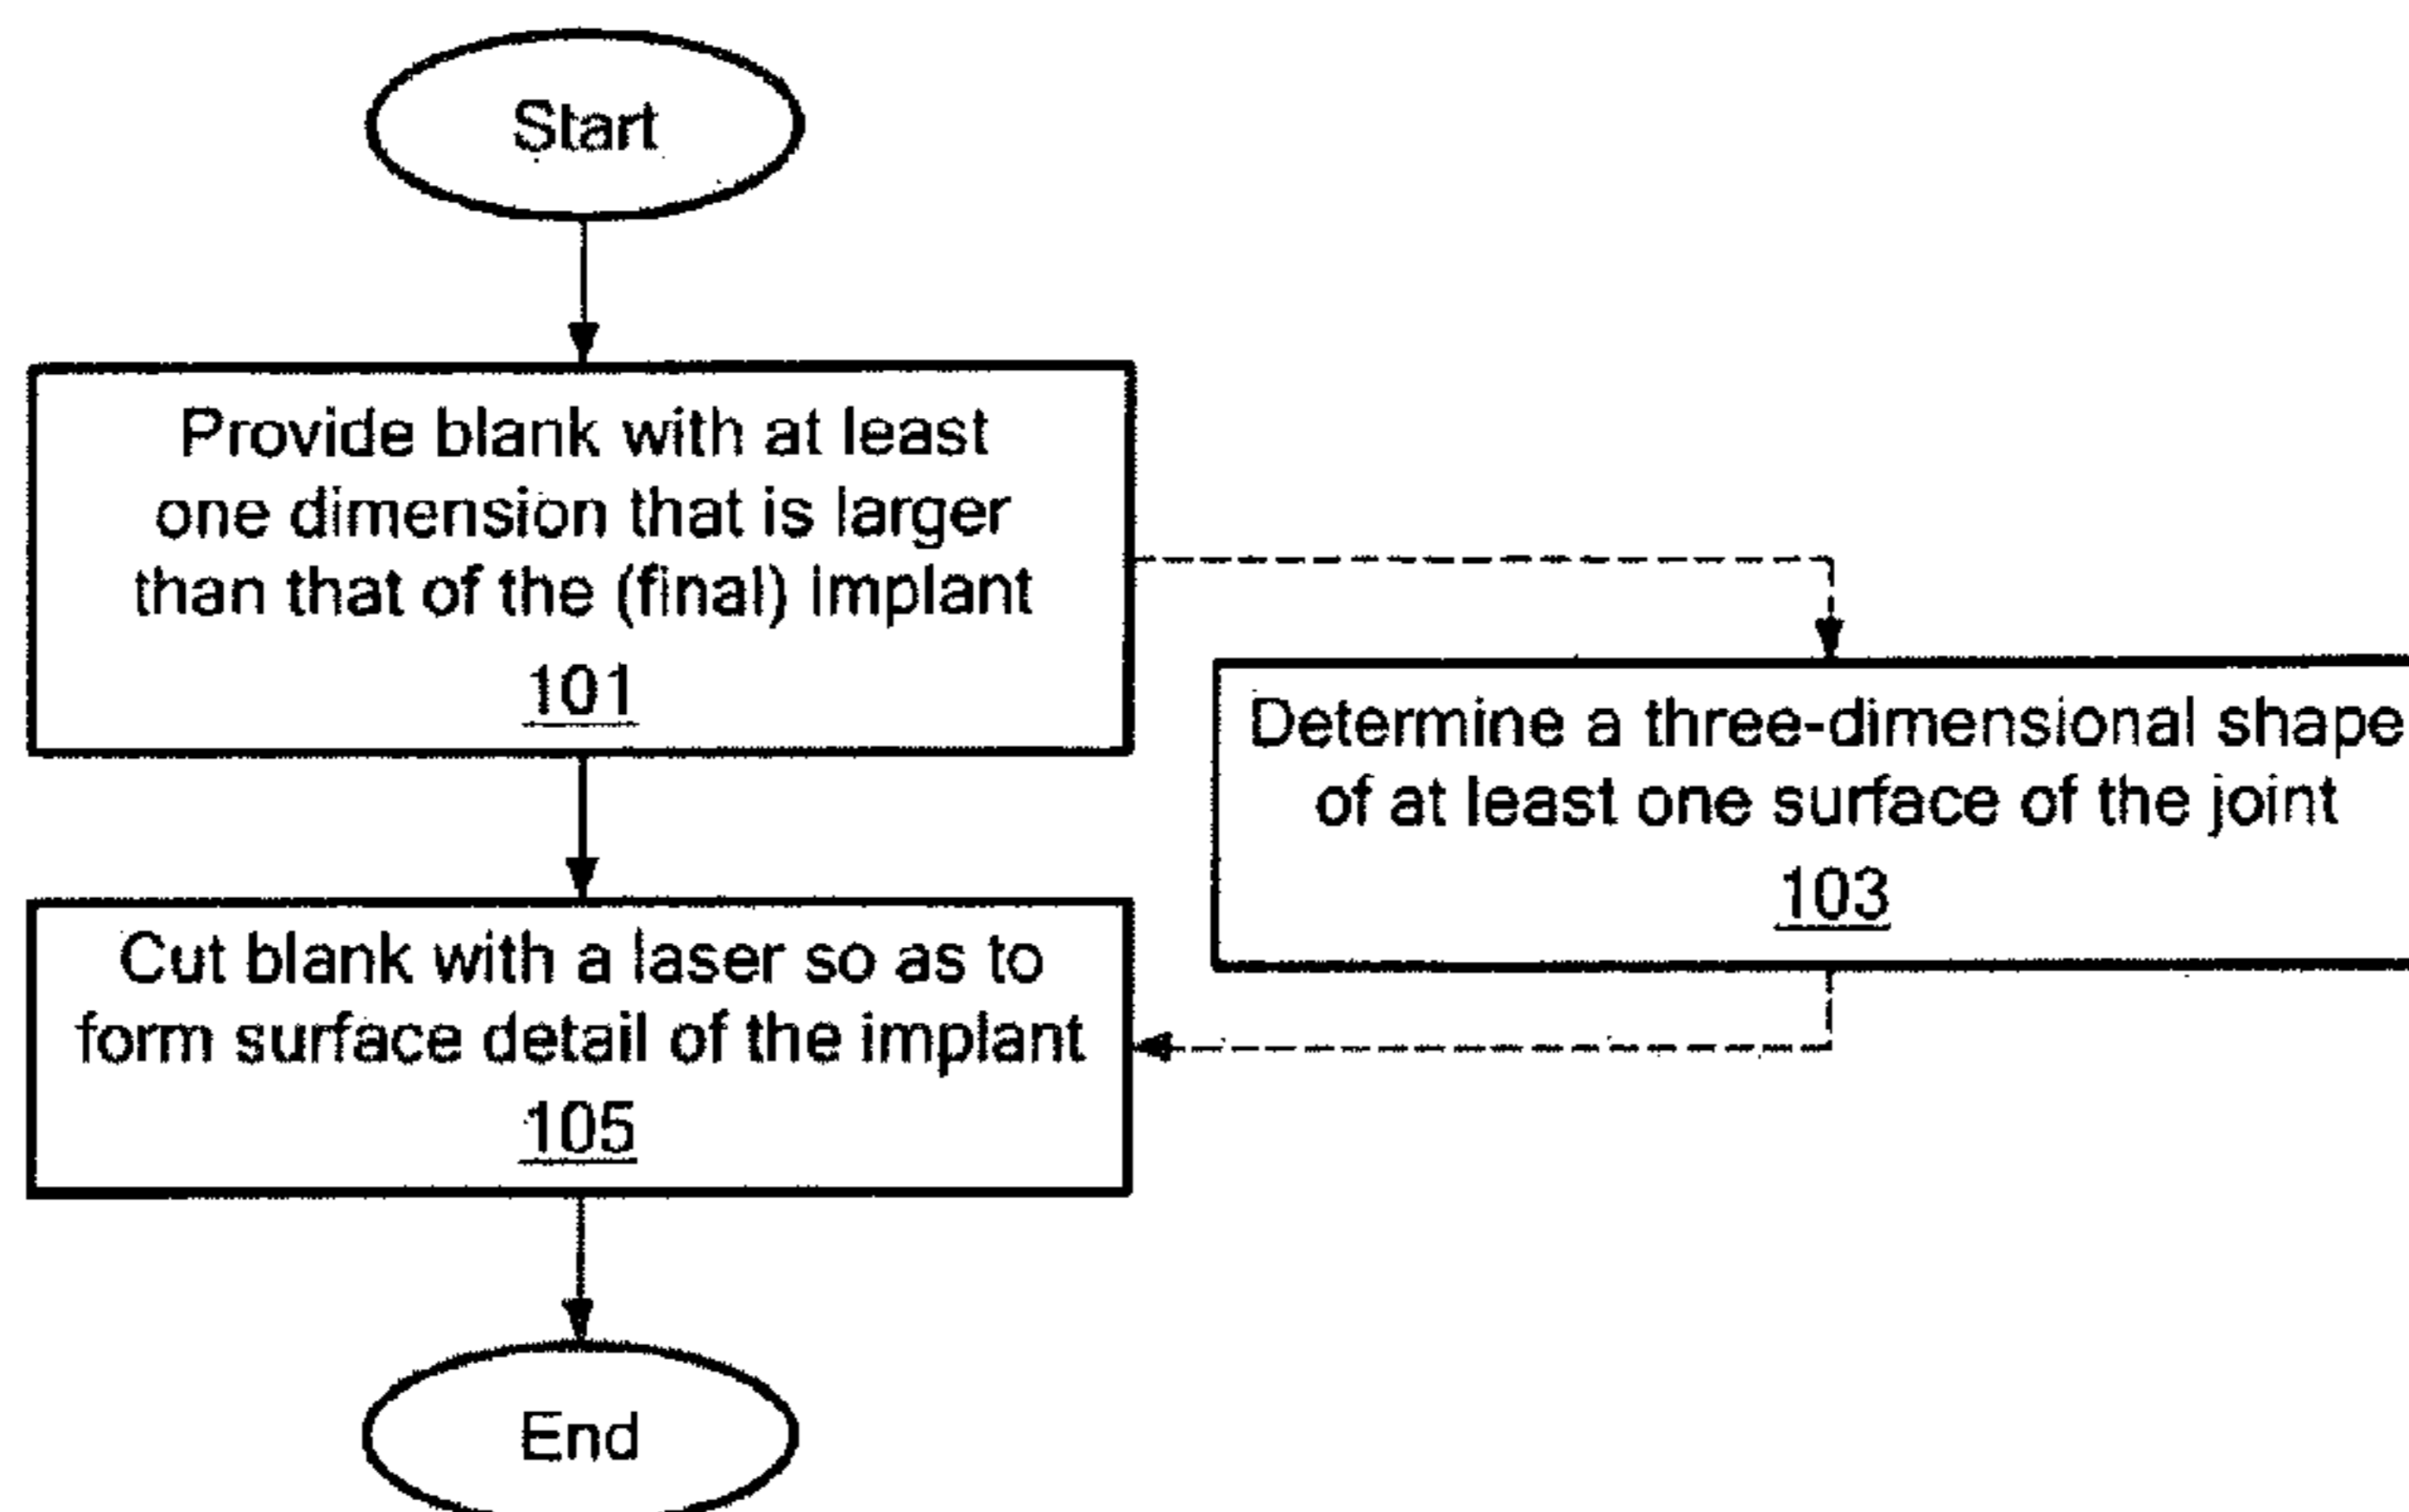 Start
Provide blank with at least
one dimension that is larger
than that of the (final) implant
101
Determine a three-dimensional shape
of at least one surface of the joint
103
Cut blank with a laser so as to
form surface detail of the implant
105
End